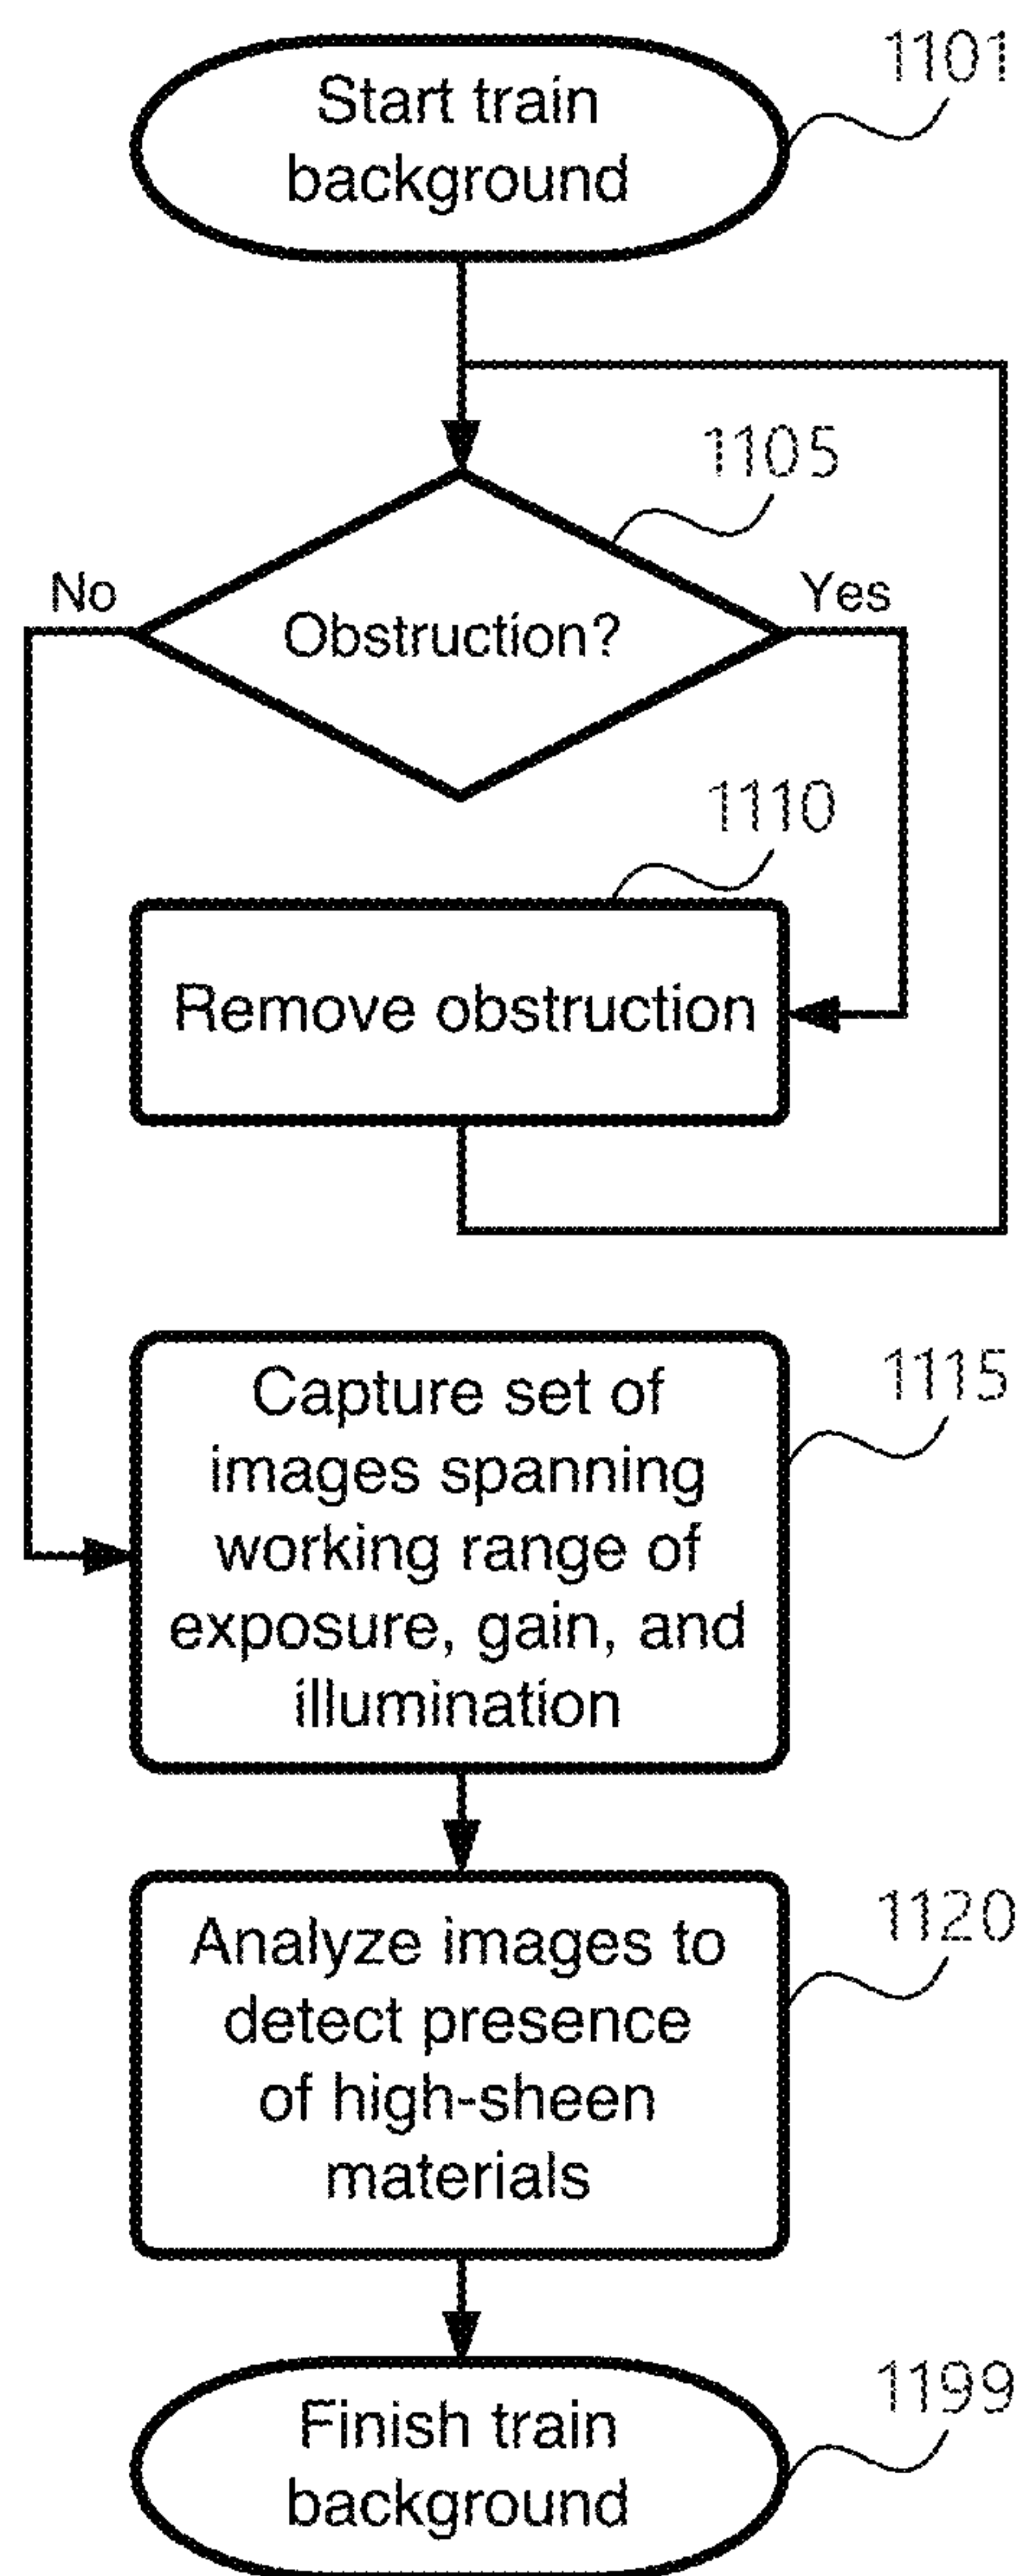 1101
Start train
background
1105
No
Yes
Obstruction?
1110
Remove obstruction
1115
Capture set of
images spanning
working range of
exposure, gain, and
illumination
1120
Analyze images to
detect presence
of high-sheen
materials
1199
Finish train
background